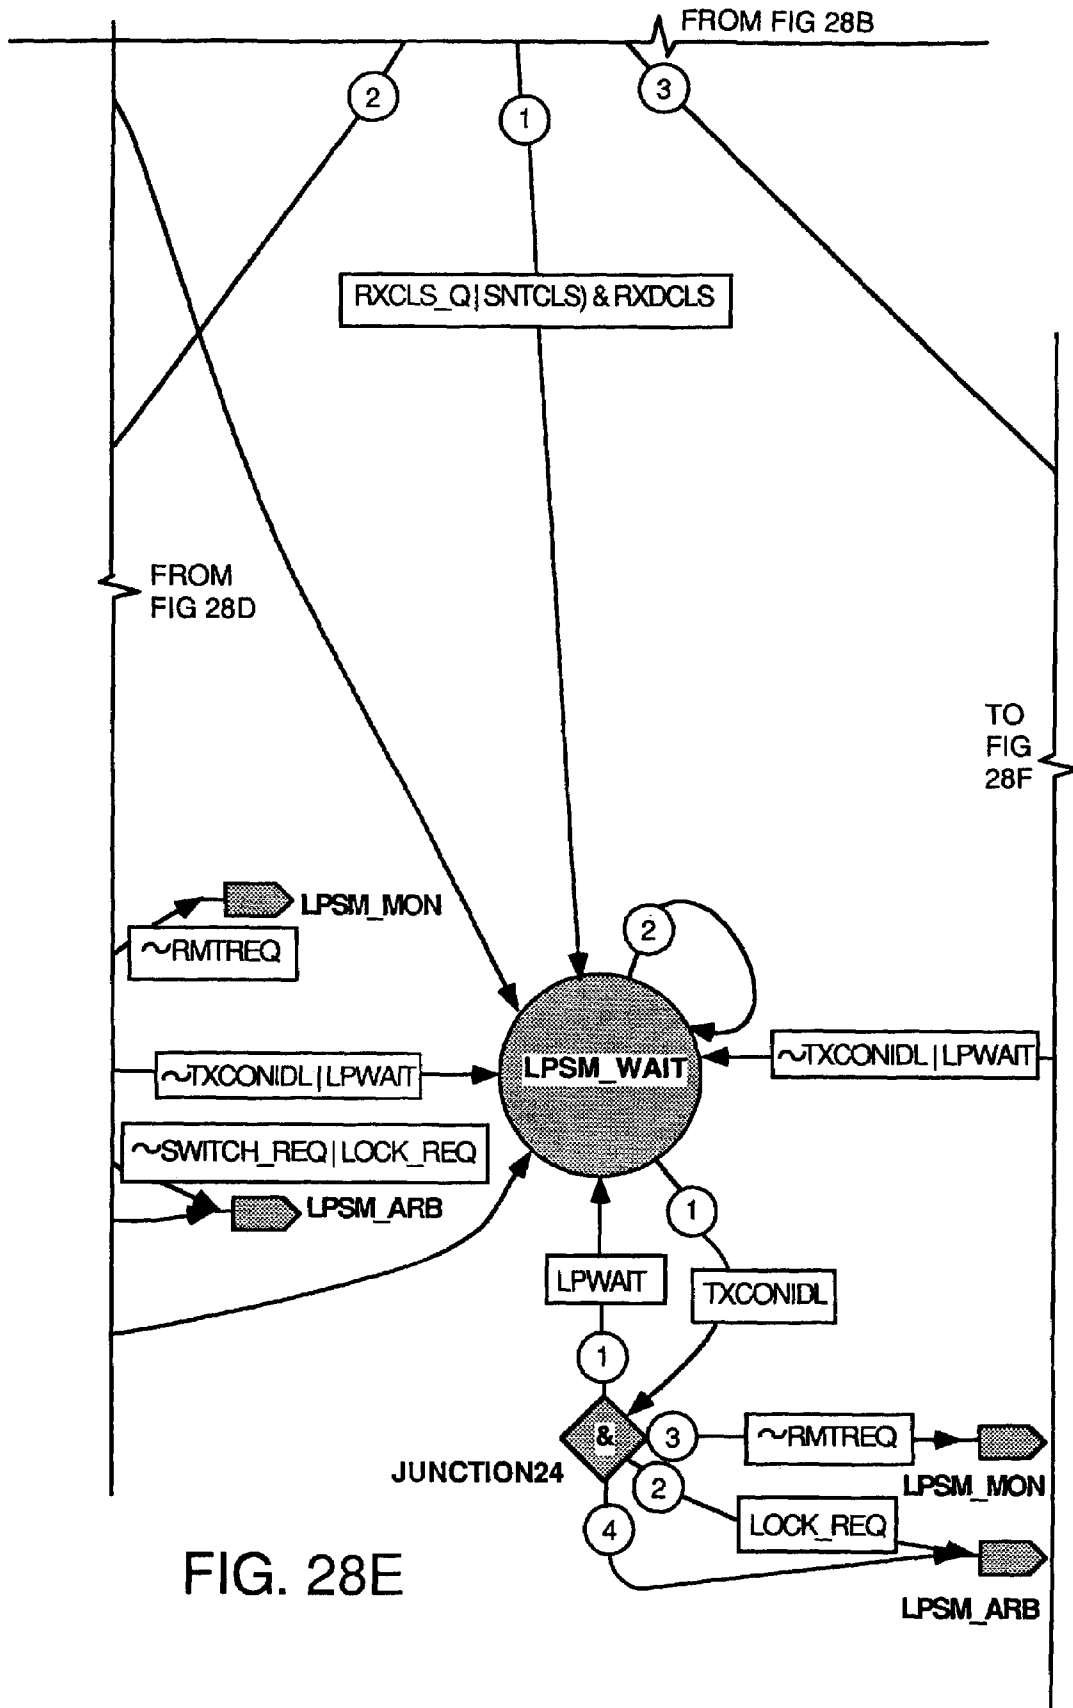 FROM FIG 28B
2
1
3
RXCLS_Q|SNTCLS) & RXDCLS
FROM
FIG 28D
TO
FIG
28F
LPSM_MON
~RMTREQ
2
~TXCONIDL|LPWAIT
LPSM_WAIT
~TXCONIDL|LPWAIT
~SWITCH_REQ|LOCK_REQ
LPSM_ARB
1
LPWAIT
TXCONIDL
1
&
3
~RMTREQ
JUNCTION24
2
LPSM_MON
4
LOCK_REQ
FIG. 28E
LPSM_ARB